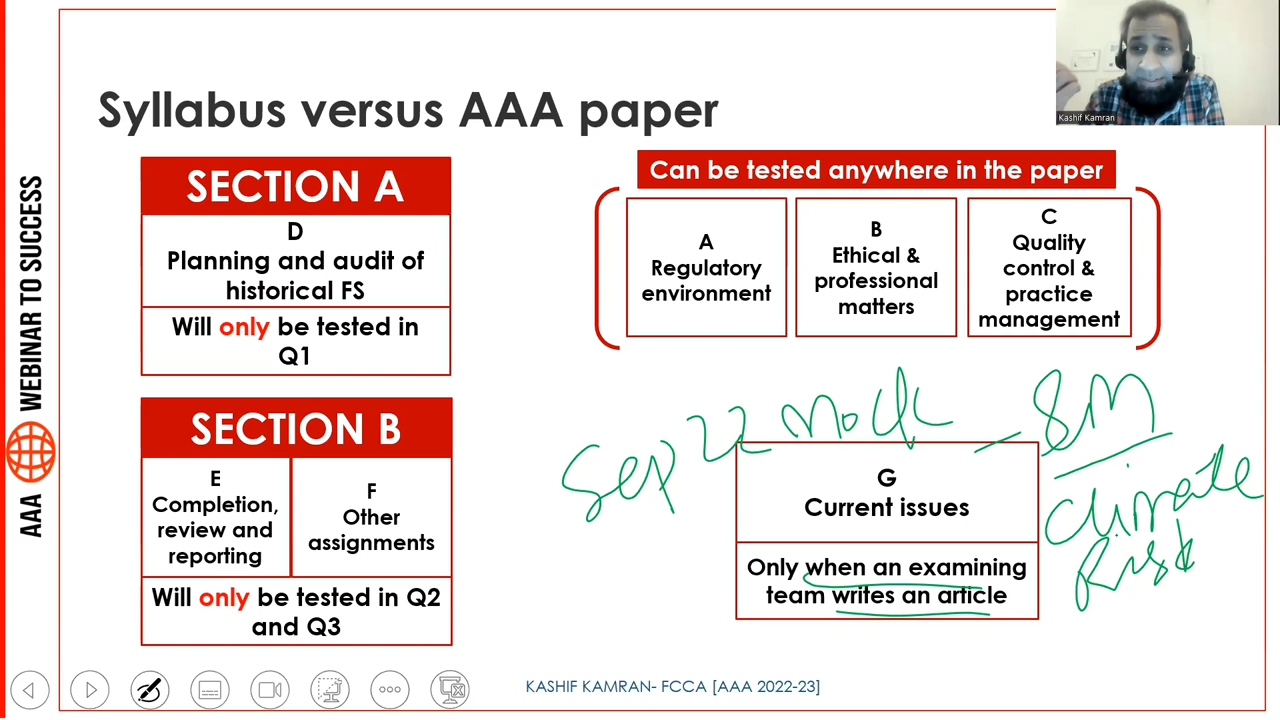 Syllabus versus AAA paper
Kashif Kamran
AAA WEBINAR TO SUCCESS
SECTION A
D
Planning and audit of
historical FS
Will only be tested in
Q1
SECTION B
E
Completion,
review and
reporting
F
Other
assignments
Will only be tested in Q2
and Q3
Can be tested anywhere in the paper
A
Regulatory
environment
B
Ethical &
professional
matters
C
Quality
control &
practice
management
Sep 22 Mock - 8M
climate
Risk
G
Current issues
Only when an examining
team writes an article
KASHIF KAMRAN- FCCA [AAA 2022-23]